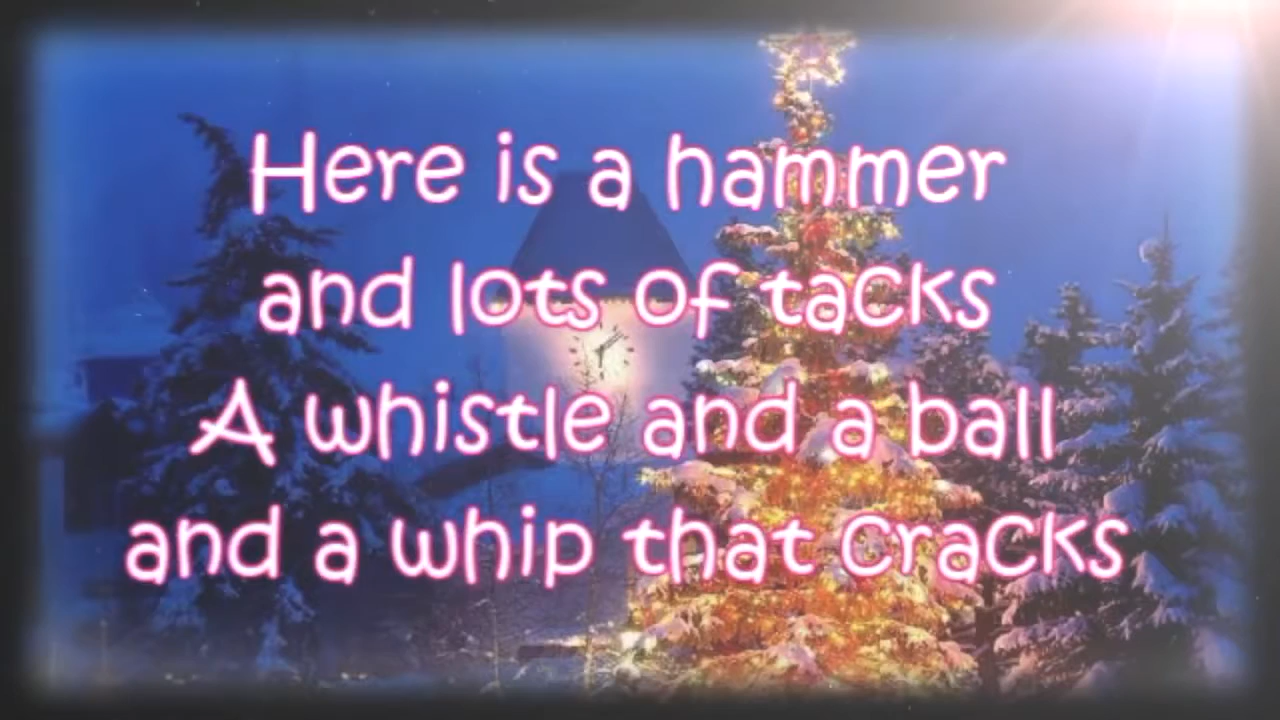 Here is a hammer
and lots of tacks
A whistle and a ball
and a whip that cracks